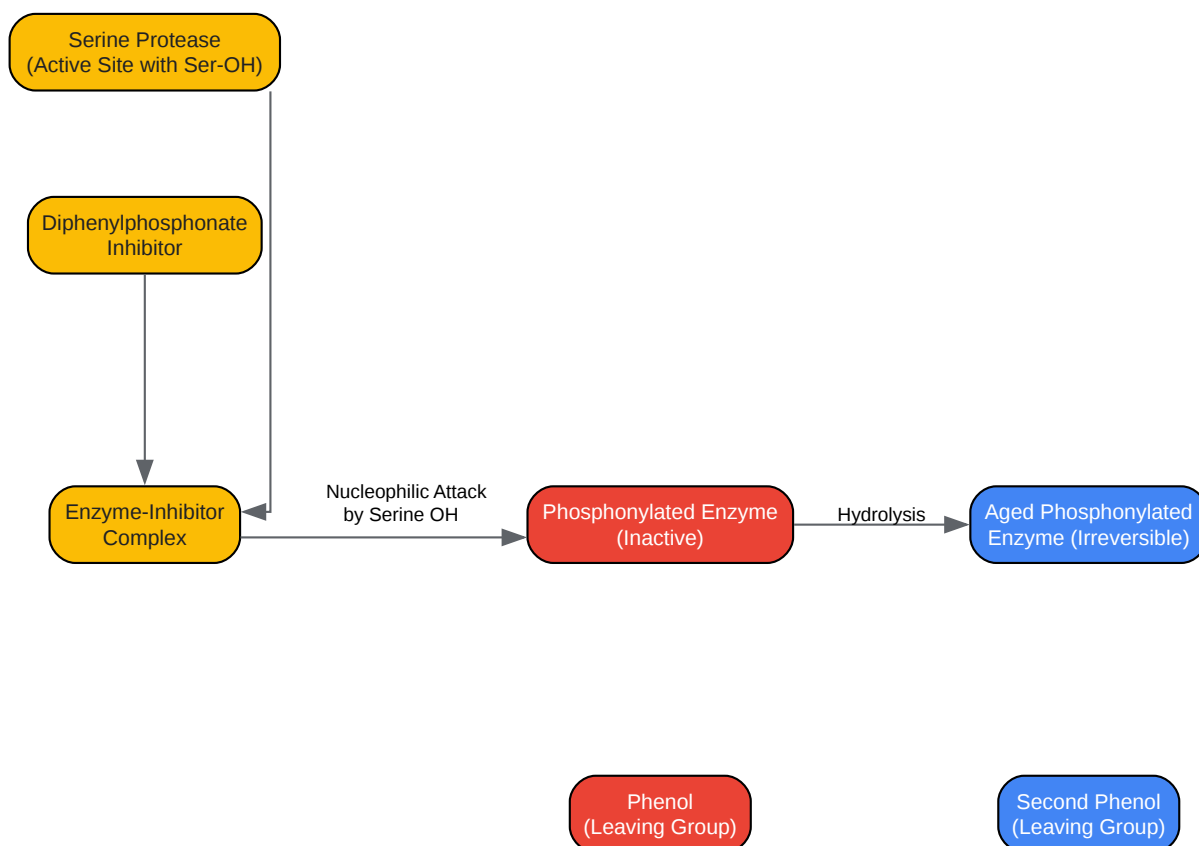 Serine Protease
(Active Site with Ser-OH)
Diphenylphosphonate
Inhibitor
Enzyme-Inhibitor
Complex
Nucleophilic Attack
by Serine OH
Phosphonylated Enzyme
(Inactive)
Hydrolysis
Aged Phosphonylated
Enzyme (Irreversible)
Phenol
(Leaving Group)
Second Phenol
(Leaving Group)